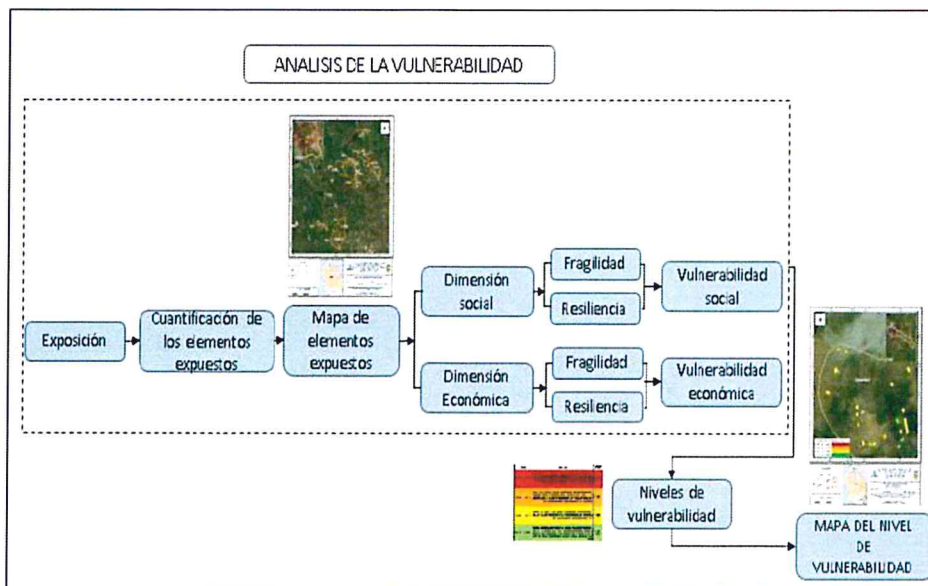 ANALISIS DE LA VULNERABILIDAD
Exposición
Cuantificación de
los elementos
expuestos
Mapa de
elementos
expuestos
Dimensión
social
Fragilidad
Resiliencia
Vulnerabilidad
social
Dimensión
Económica
Fragilidad
Resiliencia
Vulnerabilidad
económica
Niveles de
vulnerabilidad
MAPA DEL NIVEL
DE
VULNERABILIDAD